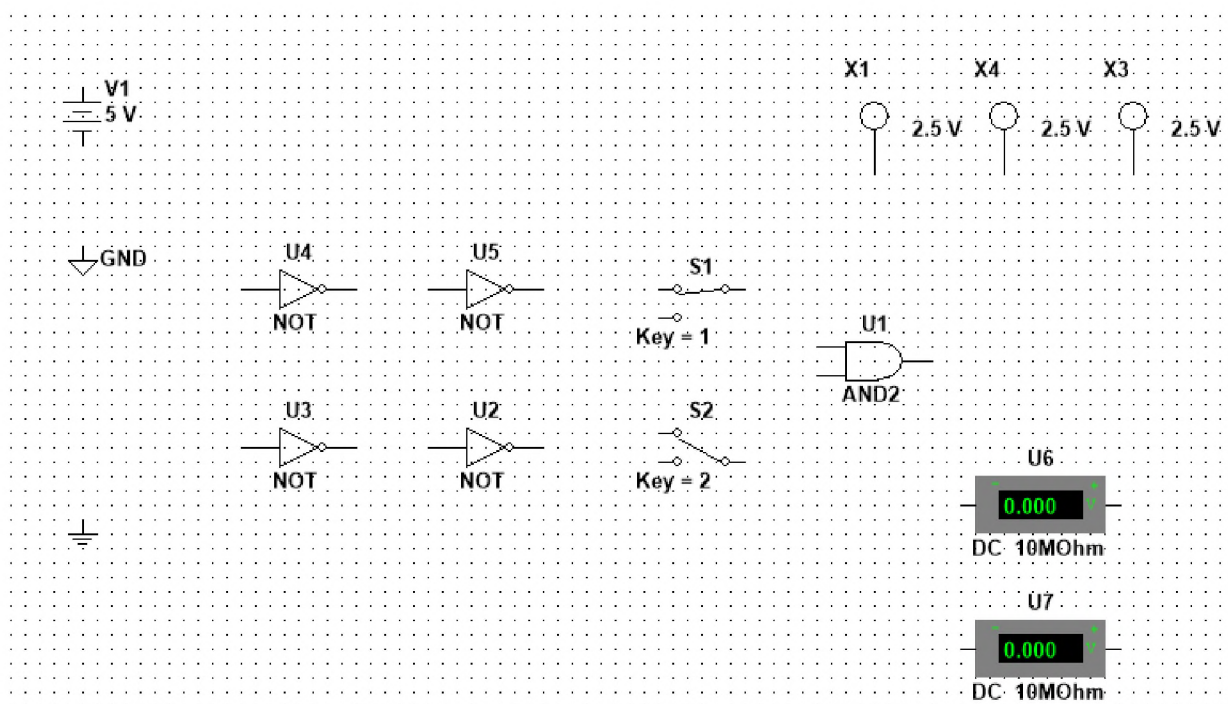 X1 X4 X3
V1
5 V
2.5 V 2.5 V 2.5 V
GND
U4 U5
S1
NOT NOT
Key = 1
U1
AND2
U3 U2 S2
NOT NOT Key = 2
U6
- +
0.000 V
DC 10MOhm
U7
- +
0.000 V
DC 10MOhm